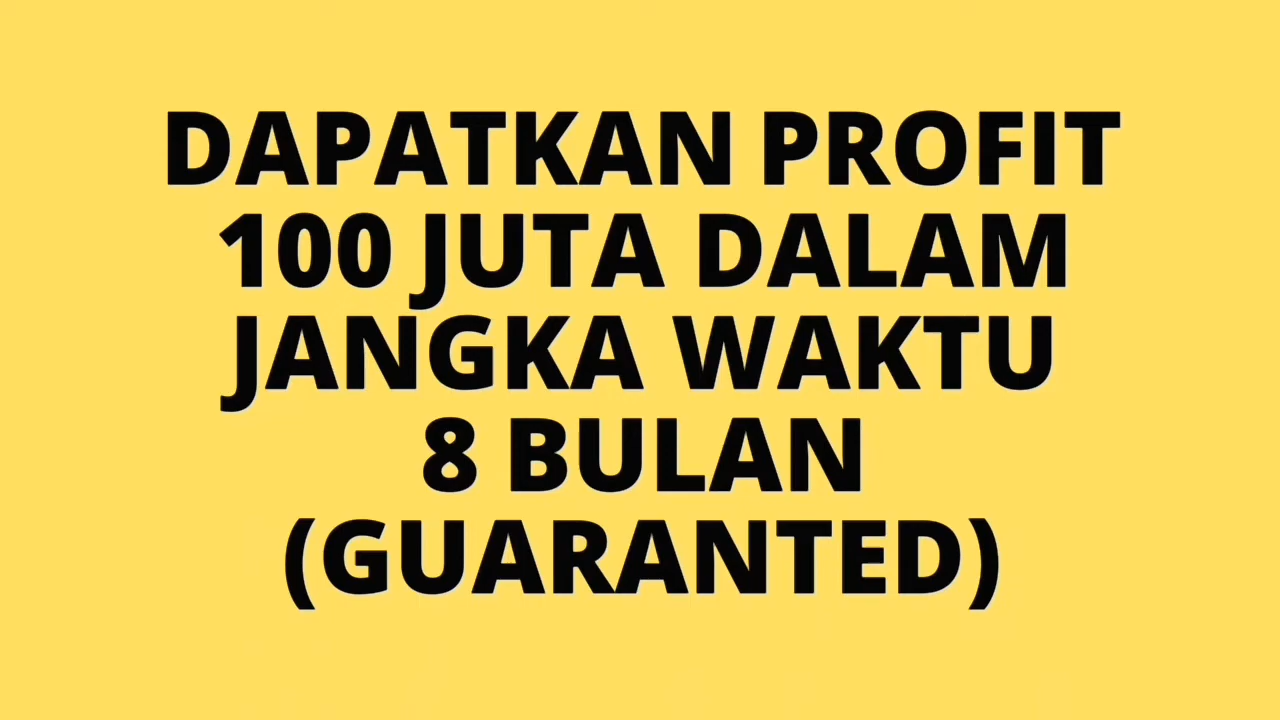 DAPATKAN PROFIT
100 JUTA DALAM
JANGKA WAKTU
8 BULAN
(GUARANTED)